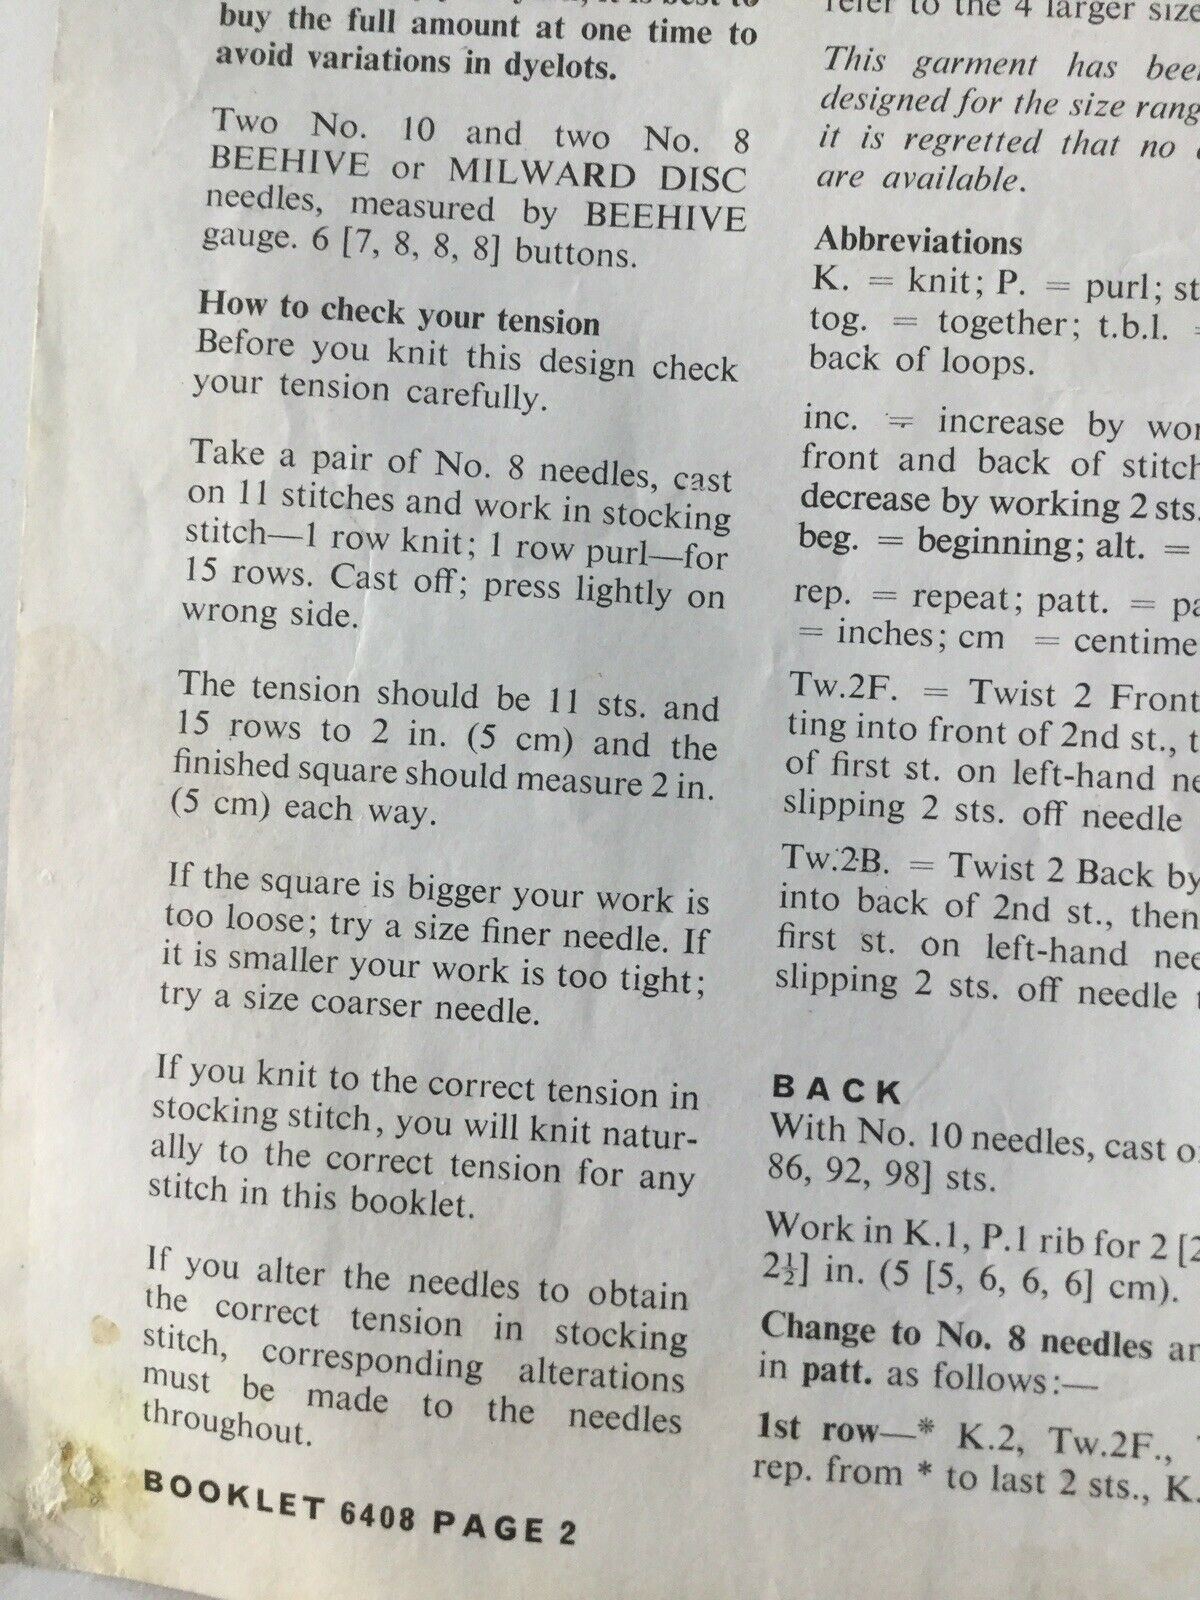 buy the full amount at one time to
avoid variations in dyelots.
Two No. 10 and two No. 8
BEEHIVE or MILWARD DISC
needles, measured by BEEHIVE
gauge. 6 [7, 8, 8, 8] buttons.
How to check your tension
Before you knit this design check
your tension carefully.
Take a pair of No. 8 needles, cast
on 11 stitches and work in stocking
stitch—1 row knit; 1 row purl—for
15 rows. Cast off; press lightly on
wrong side.
The tension should be 11 sts. and
15 rows to 2 in. (5 cm) and the
finished square should measure 2 in.
(5 cm) each way.
If the square is bigger your work is
too loose; try a size finer needle. If
it is smaller your work is too tight;
try a size coarser needle.
If you knit to the correct tension in
stocking stitch, you will knit natur-
ally to the correct tension for any
stitch in this booklet.
If you alter the needles to obtain
the correct tension in stocking
stitch, corresponding alterations
must be made to the needles
throughout.
BOOKLET 6408 PAGE 2
refer to the 4 larger
This garment has
designed for the size
it is regretted that no
are available.
Abbreviations
K. = knit; P. = purl;
tog. = together; t.b.l. =
back of loops.
inc. = increase by
front and back of
decrease by working 2 sts.
beg. = beginning; alt. =
rep. = repeat; patt. =
= inches; cm = 
Tw.2F. = Twist 2 Front
ting into front of 2nd st.,
of first st. on left-hand
slipping 2 sts. off needle
Tw.2B. = Twist 2 Back by
into back of 2nd st., then
first st. on left-hand
slipping 2 sts. off needle
BACK
With No. 10 needles, cast
86, 92, 98] sts.
Work in K.1, P.1 rib for 2 [
2½] in. (5 [5, 6, 6, 6] cm).
Change to No. 8 needles
in patt. as follows:—
1st row—* K.2, Tw.2F.,
rep. from * to last 2 sts., K.